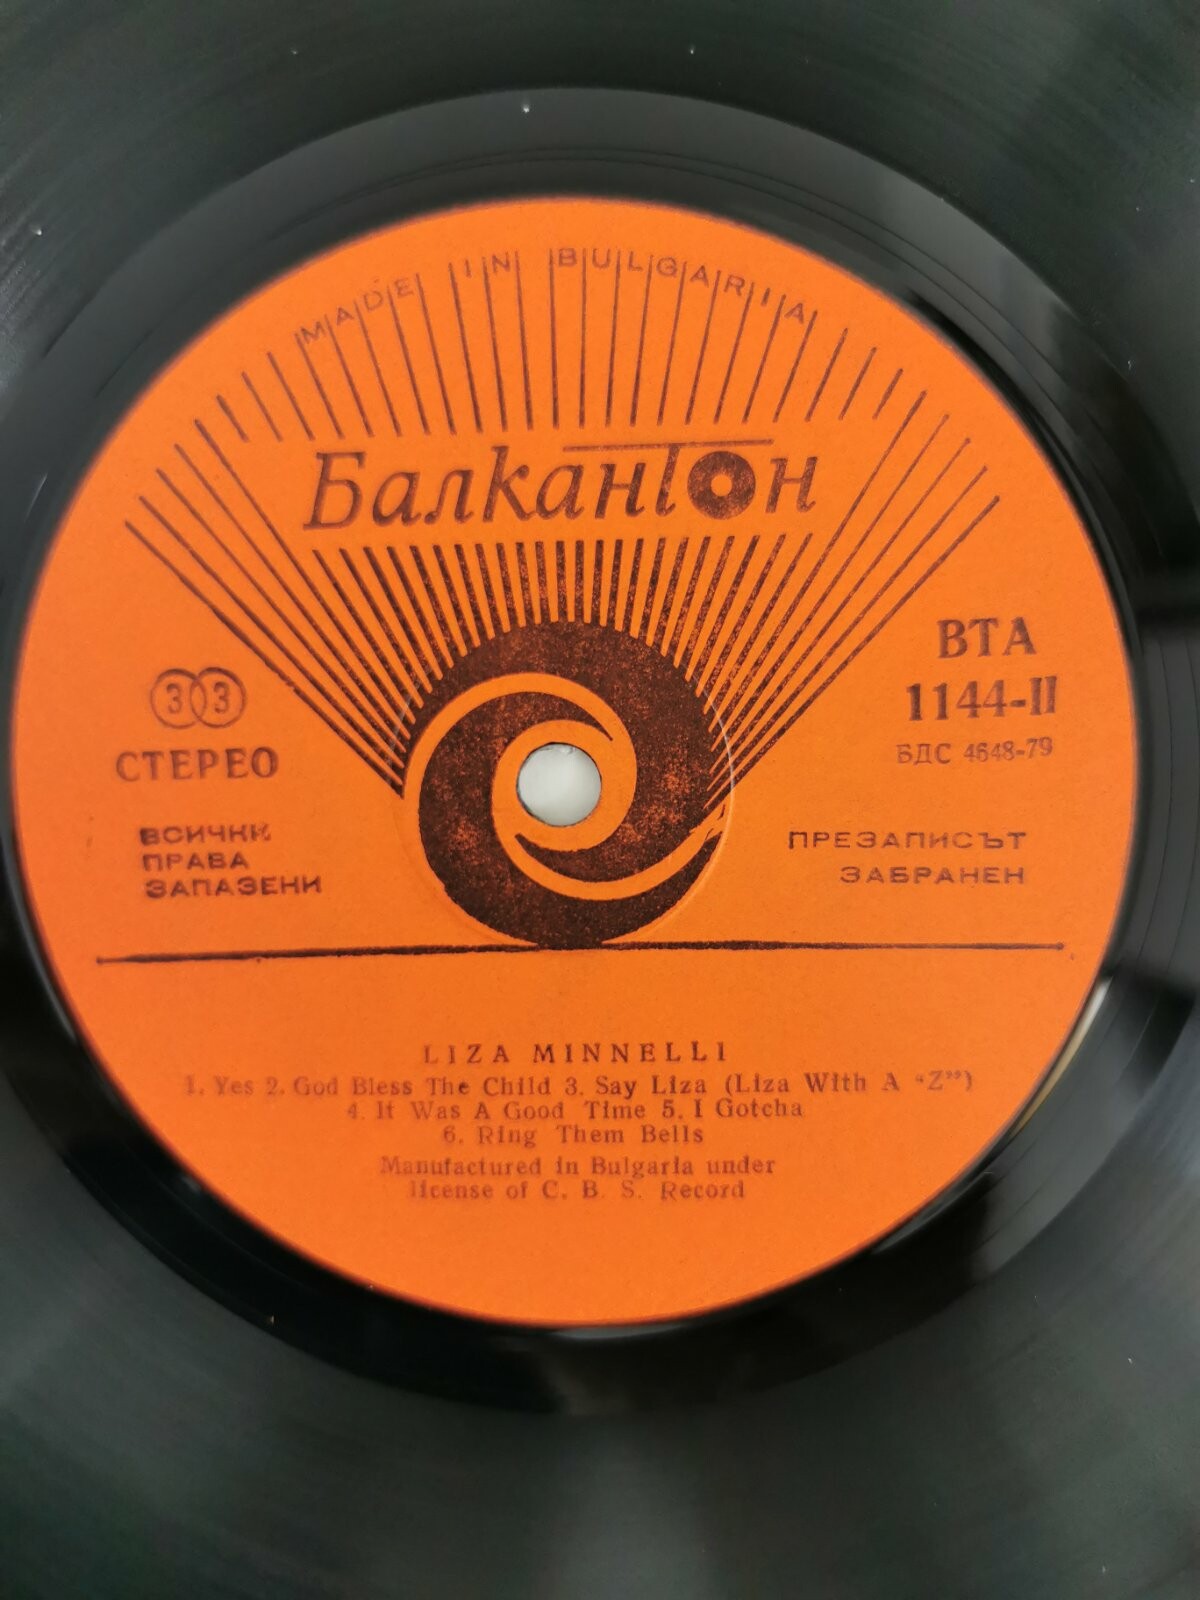 MADE IN BULGARIA
Балкантон
33
СТЕРЕО
ВСИЧКИ
ПРАВА
ЗАПАЗЕНИ
ВТА
1144-II
БДС 4648-79
ПРЕЗАПИСЪТ
ЗАБРАНЕН
LIZA MINNELLI
1. Yes 2. God Bless The Child 3. Say Liza (Liza With A “Z”)
4. It Was A Good Time 5. I Gotcha
6. Ring Them Bells
Manufactured in Bulgaria under
license of C. B. S. Record